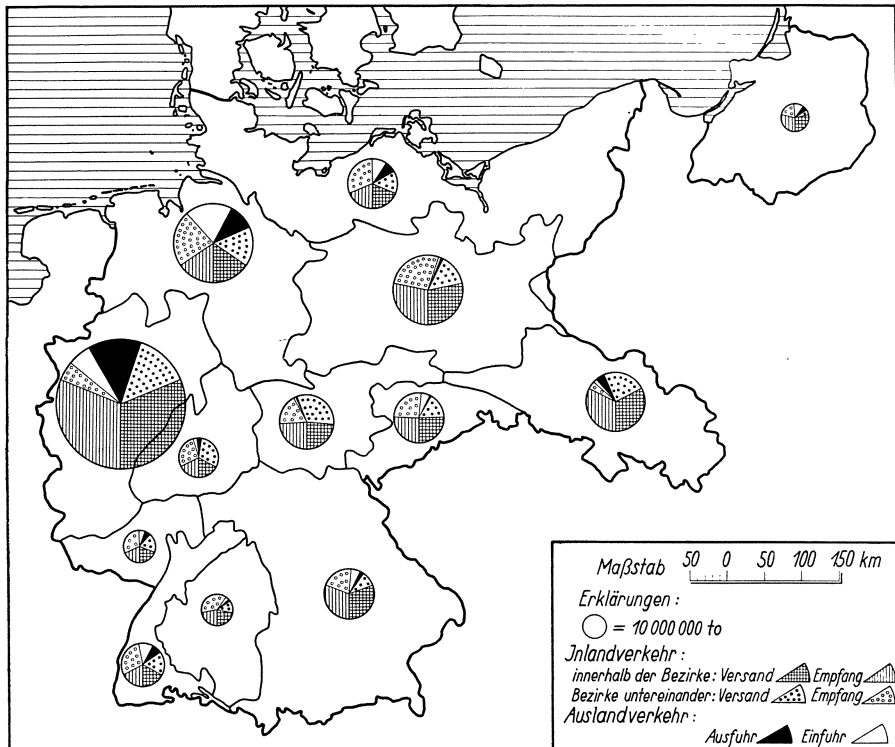 Maßstab 50 0 50 100 150 km
Erklärungen :
= 10 000 000 to
Jnlandverkehr :
innerhalb der Bezirke: Versand Empfang
Bezirke untereinander: Versand Empfang
Auslandverkehr :
Ausfuhr Einfuhr